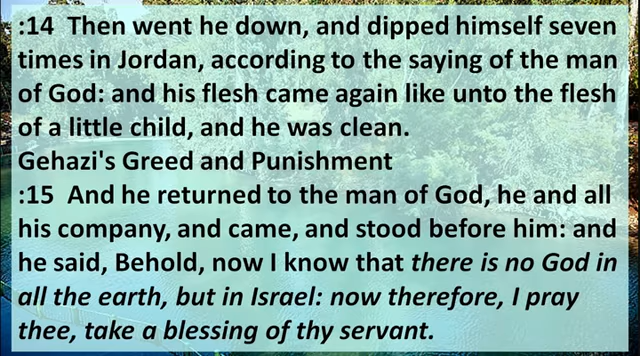 :14  Then went he down, and dipped himself seven
times in Jordan, according to the saying of the man
of God: and his flesh came again like unto the flesh
of a little child, and he was clean.
Gehazi's Greed and Punishment
:15  And he returned to the man of God, he and all
his company, and came, and stood before him: and
he said, Behold, now I know that there is no God in
all the earth, but in Israel: now therefore, I pray
thee, take a blessing of thy servant.